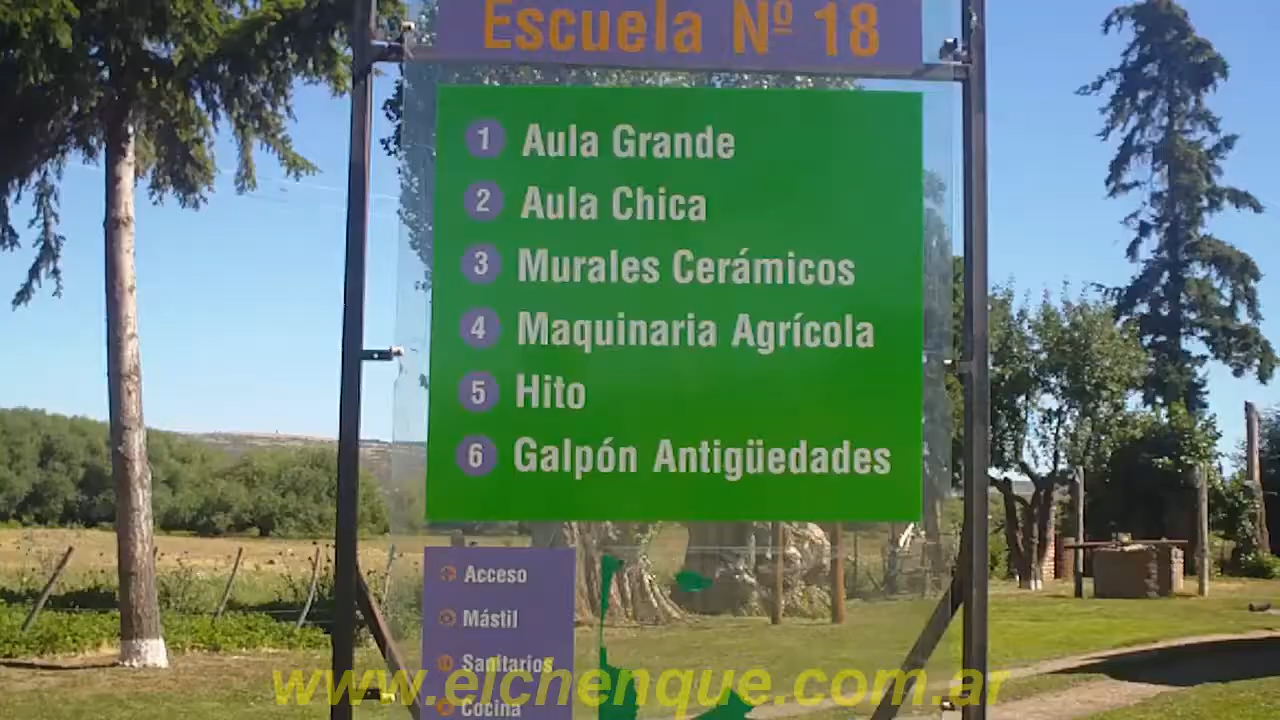 Escuela Nº 18
1 Aula Grande
2 Aula Chica
3 Murales Cerámicos
4 Maquinaria Agrícola
5 Hito
6 Galpón Antigüedades
Acceso
Mástil
Sanitarios
Cocina
www.elchenque.com.ar